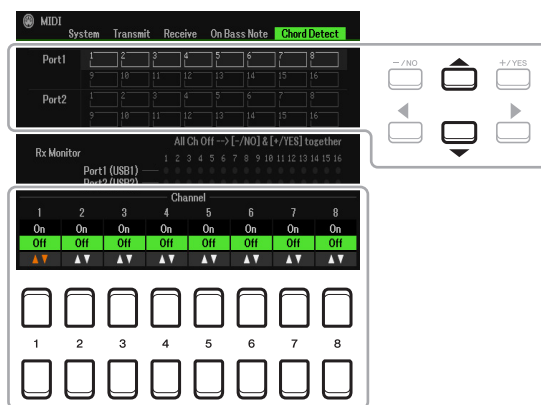 MIDI
System Transmit Receive On Bass Note Chord Detect
Port1 1 2 3 4 5 6 7 8
9 10 11 12 13 14 15 16
Port2 1 2 3 4 5 6 7 8
9 10 11 12 13 14 15 16
-/NO +/YES
All Ch Off --> [-/NO] & [+/YES] together
Rx Monitor 1 2 3 4 5 6 7 8 9 10 11 12 13 14 15 16
Port1 (USB1)
Port2 (USB2)
Channel
1 2 3 4 5 6 7 8
On On On On On On On On
Off Off Off Off Off Off Off Off
1 2 3 4 5 6 7 8